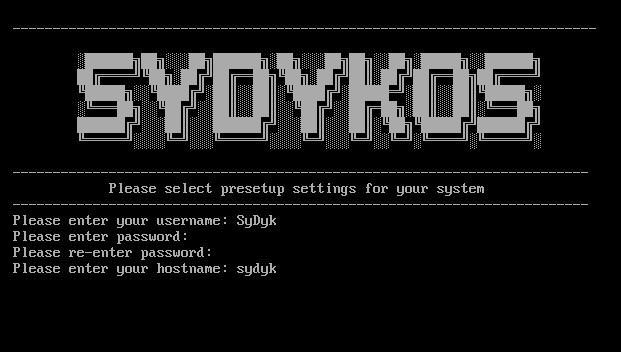 SYDYKOS
Please select presetup settings for your system
Please enter your username: SyDyk
Please enter password:
Please re-enter password:
Please enter your hostname: sydyk